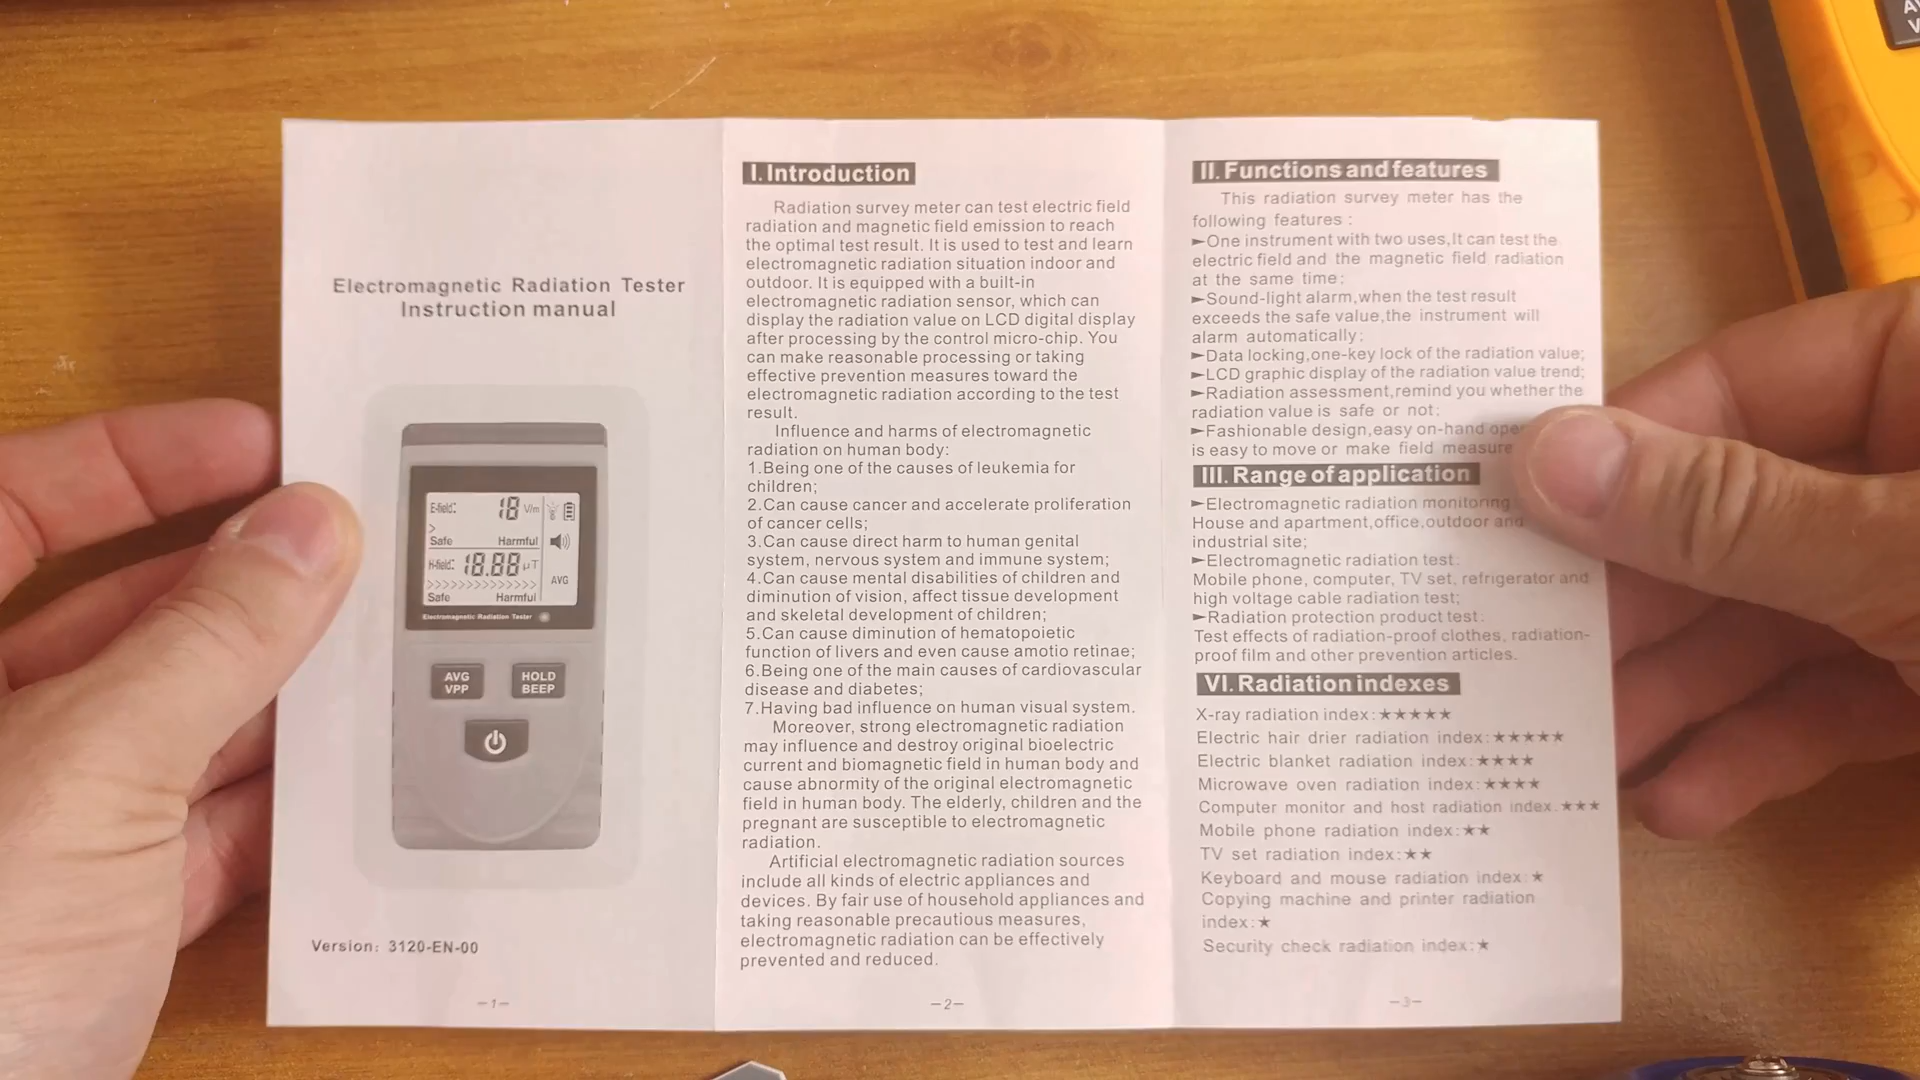 Electromagnetic Radiation Tester
Instruction manual
E-field:
18 V/m
Safe Harmful
H-field: 18.88 µT
AVG
Safe Harmful
Electromagnetic Radiation Tester
AVG
VPP
HOLD
BEEP
Version: 3120-EN-00
-1-
I. Introduction
Radiation survey meter can test electric field
radiation and magnetic field emission to reach
the optimal test result. It is used to test and learn
electromagnetic radiation situation indoor and
outdoor. It is equipped with a built-in
electromagnetic radiation sensor, which can
display the radiation value on LCD digital display
after processing by the control micro-chip. You
can make reasonable processing or taking
effective prevention measures toward the
electromagnetic radiation according to the test
result.
Influence and harms of electromagnetic
radiation on human body:
1.Being one of the causes of leukemia for
children;
2.Can cause cancer and accelerate proliferation
of cancer cells;
3.Can cause direct harm to human genital
system, nervous system and immune system;
4.Can cause mental disabilities of children and
diminution of vision, affect tissue development
and skeletal development of children;
5.Can cause diminution of hematopoietic
function of livers and even cause amotio retinae;
6.Being one of the main causes of cardiovascular
disease and diabetes;
7.Having bad influence on human visual system.
Moreover, strong electromagnetic radiation
may influence and destroy original bioelectric
current and biomagnetic field in human body and
cause abnormity of the original electromagnetic
field in human body. The elderly, children and the
pregnant are susceptible to electromagnetic
radiation.
Artificial electromagnetic radiation sources
include all kinds of electric appliances and
devices. By fair use of household appliances and
taking reasonable precautious measures,
electromagnetic radiation can be effectively
prevented and reduced.
-2-
II. Functions and features
This radiation survey meter has the
following features :
►One instrument with two uses,It can test the
electric field and the magnetic field radiation
at the same time;
►Sound-light alarm,when the test result
exceeds the safe value,the instrument will
alarm automatically;
►Data locking,one-key lock of the radiation value;
►LCD graphic display of the radiation value trend;
►Radiation assessment,remind you whether the
radiation value is safe or not;
►Fashionable design,easy on-hand
is easy to move or make field
III. Range of application
►Electromagnetic radiation monitoring
House and apartment,office,outdoor and
industrial site;
►Electromagnetic radiation test:
Mobile phone, computer, TV set, refrigerator and
high voltage cable radiation test;
►Radiation protection product test:
Test effects of radiation-proof clothes, radiation-
proof film and other prevention articles.
VI. Radiation indexes
X-ray radiation index:★★★★★
Electric hair drier radiation index:★★★★★
Electric blanket radiation index:★★★★
Microwave oven radiation index:★★★★
Computer monitor and host radiation index:★★★
Mobile phone radiation index:★★
TV set radiation index:★★
Keyboard and mouse radiation index:★
Copying machine and printer radiation
index:★
Security check radiation index:★
-3-